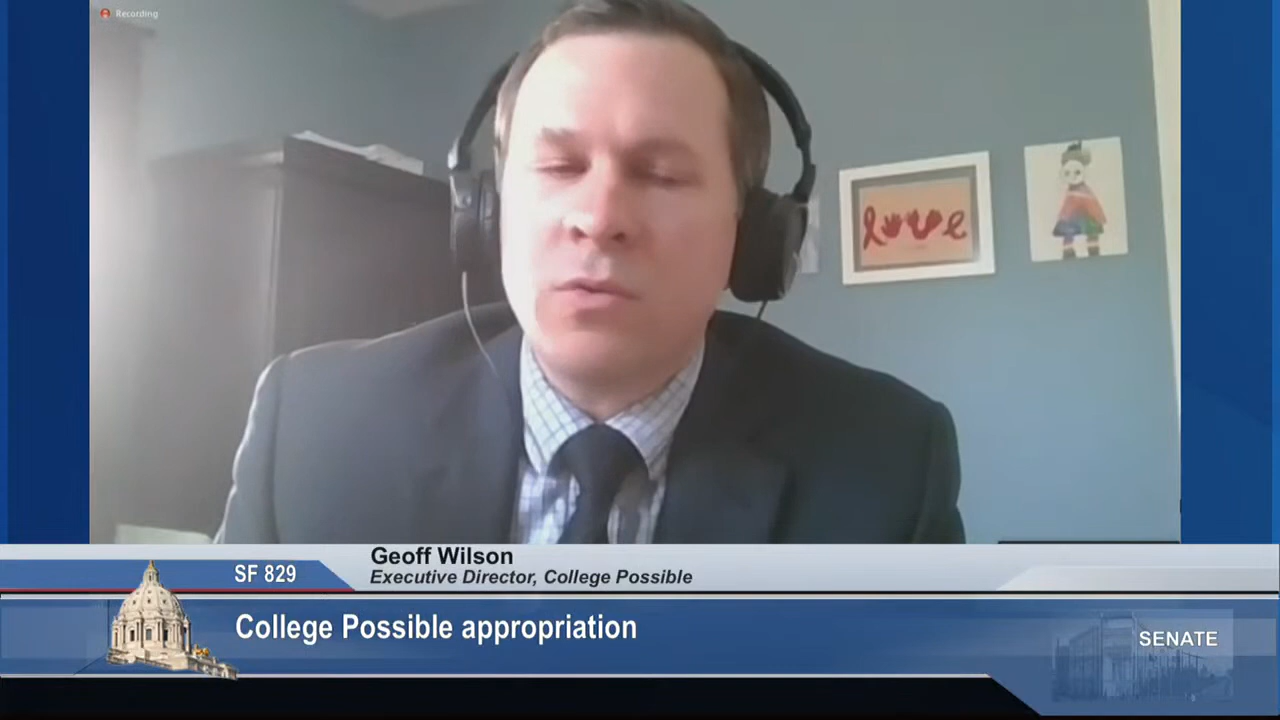 Recording
love
Geoff Wilson
SF 829
Executive Director, College Possible
College Possible appropriation
SENATE